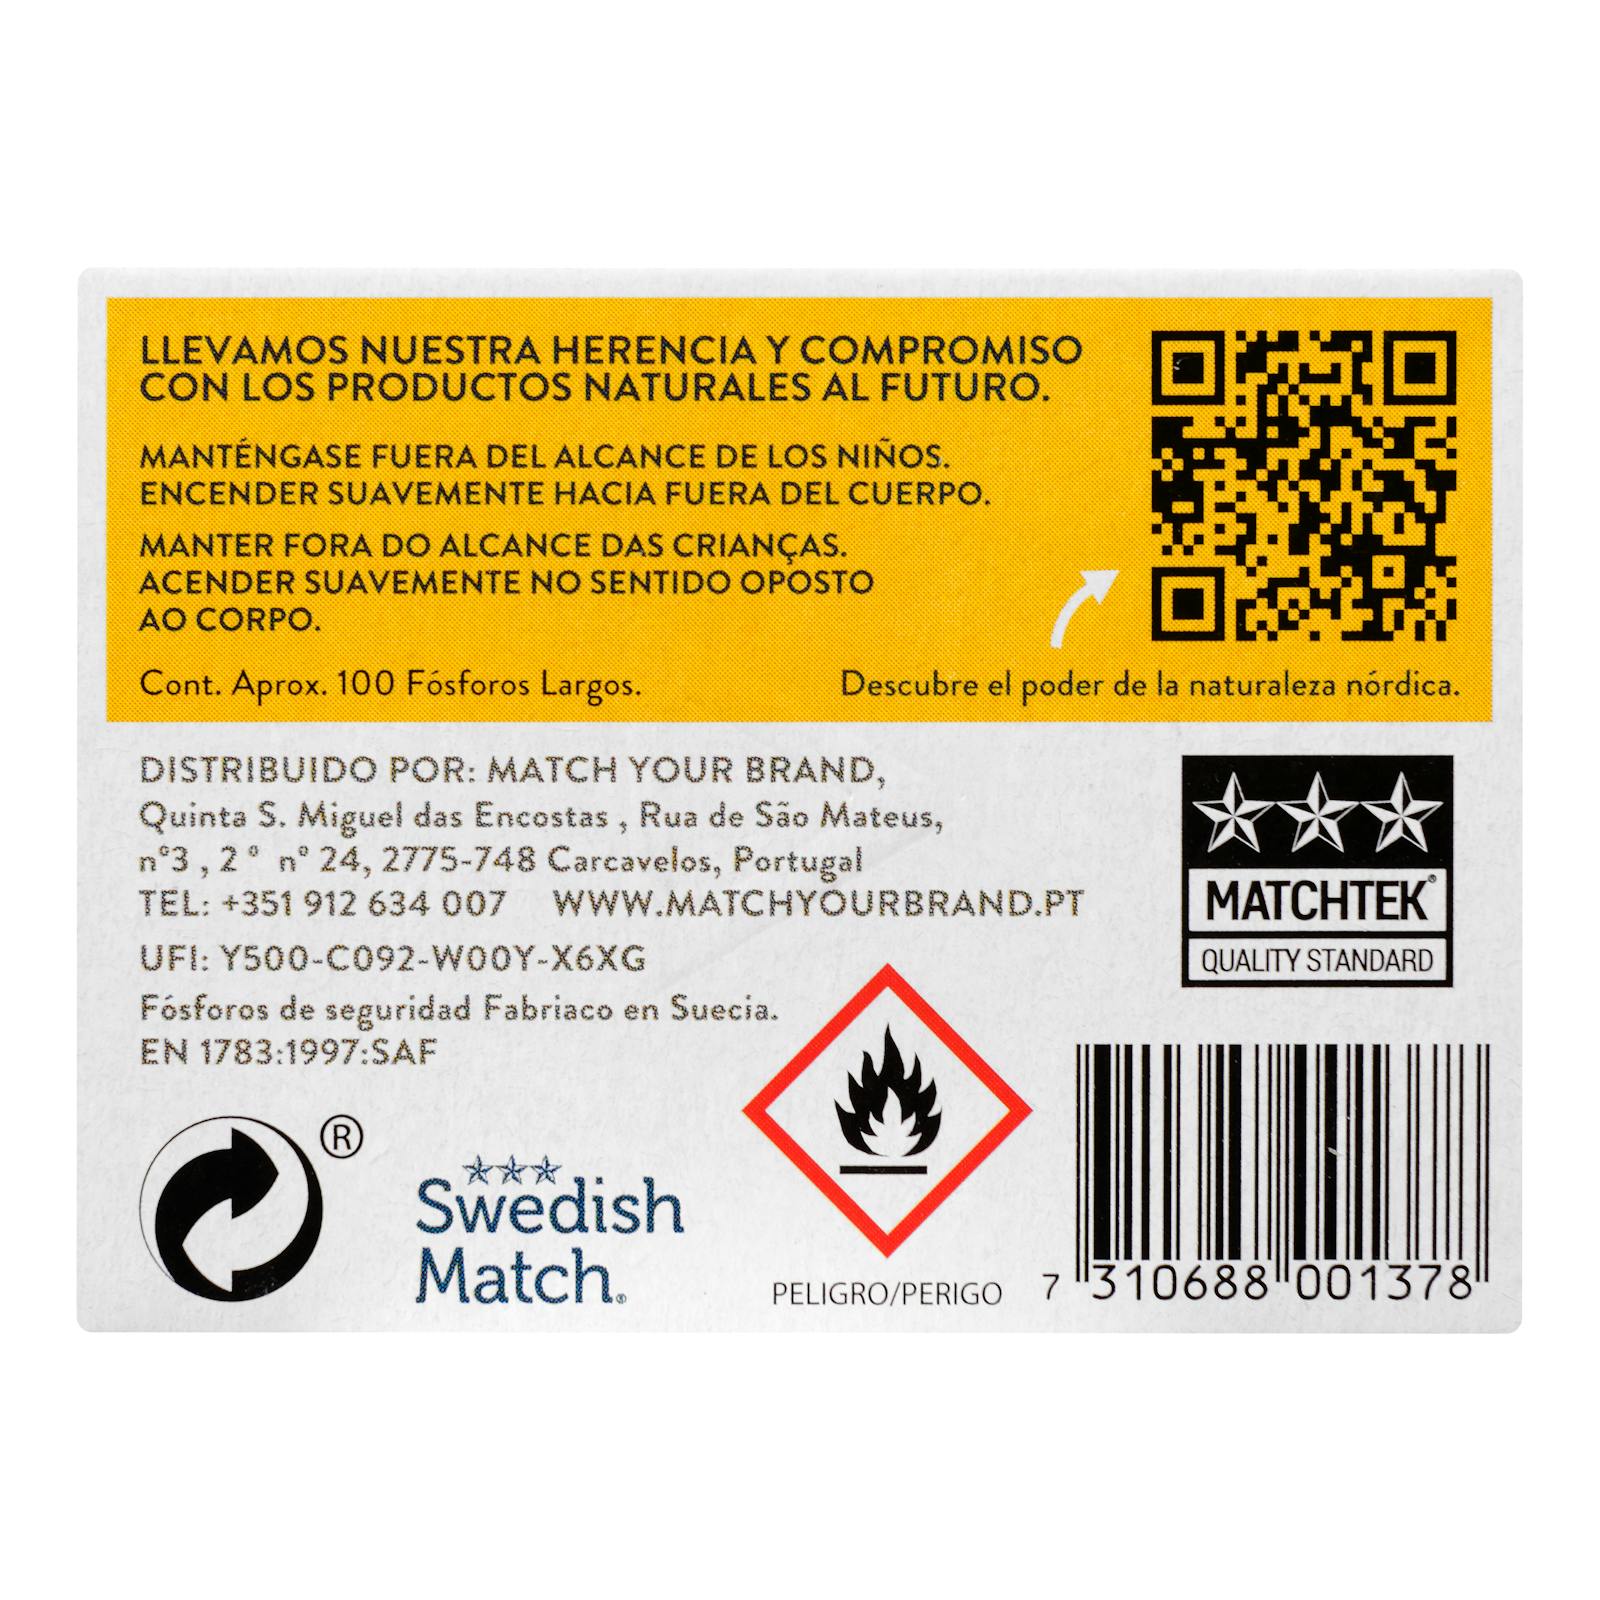 LLEVAMOS NUESTRA HERENCIA Y COMPROMISO
CON LOS PRODUCTOS NATURALES AL FUTURO.
MANTÉNGASE FUERA DEL ALCANCE DE LOS NIÑOS.
ENCENDER SUAVEMENTE HACIA FUERA DEL CUERPO.
MANTER FORA DO ALCANCE DAS CRIANÇAS.
ACENDER SUAVEMENTE NO SENTIDO OPOSTO
AO CORPO.
Cont. Aprox. 100 Fósforos Largos.
Descubre el poder de la naturaleza nórdica.
DISTRIBUIDO POR: MATCH YOUR BRAND,
Quinta S. Miguel das Encostas , Rua de São Mateus,
nº3 , 2º nº 24, 2775-748 Carcavelos, Portugal
TEL: +351 912 634 007 WWW.MATCHYOURBRAND.PT
UFI: Y500-C092-W00Y-X6XG
Fósforos de seguridad Fabriaco en Suecia.
EN 1783:1997:SAF
MATCHTEK®
QUALITY STANDARD
®
Swedish
Match®
PELIGRO/PERIGO
7 310688 001378